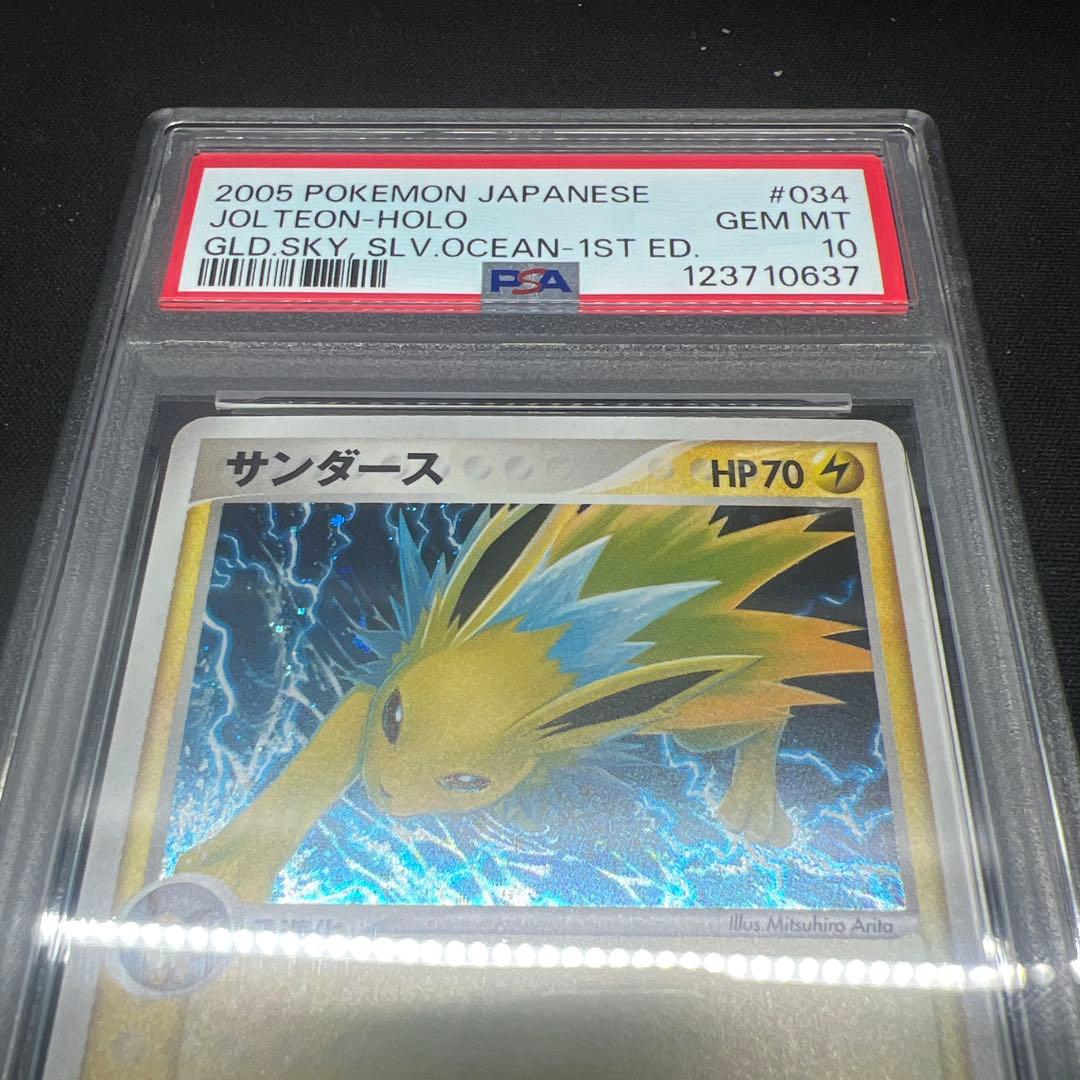 2005 POKEMON JAPANESE #034
JOLTEON-HOLO GEM MT
GLD.SKY, SLV.OCEAN-1ST ED. 10
PSA 123710637
サンダース HP70
Illus. Mitsuhiro Arita